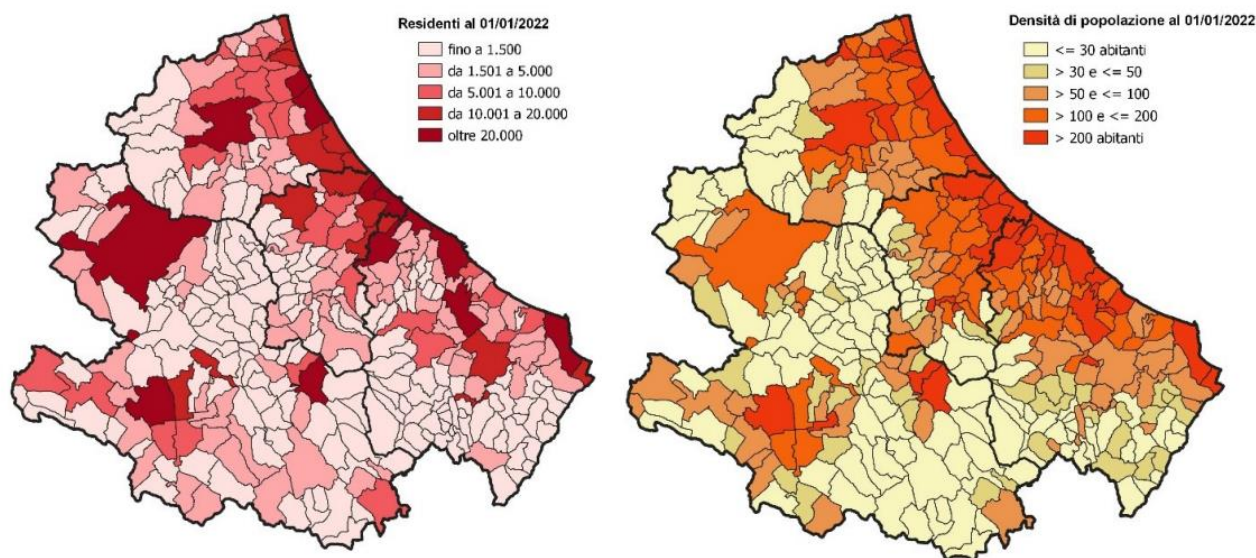 Residenti al 01/01/2022
fino a 1.500
da 1.501 a 5.000
da 5.001 a 10.000
da 10.001 a 20.000
oltre 20.000
Densità di popolazione al 01/01/2022
<= 30 abitanti
> 30 e <= 50
> 50 e <= 100
> 100 e <= 200
> 200 abitanti